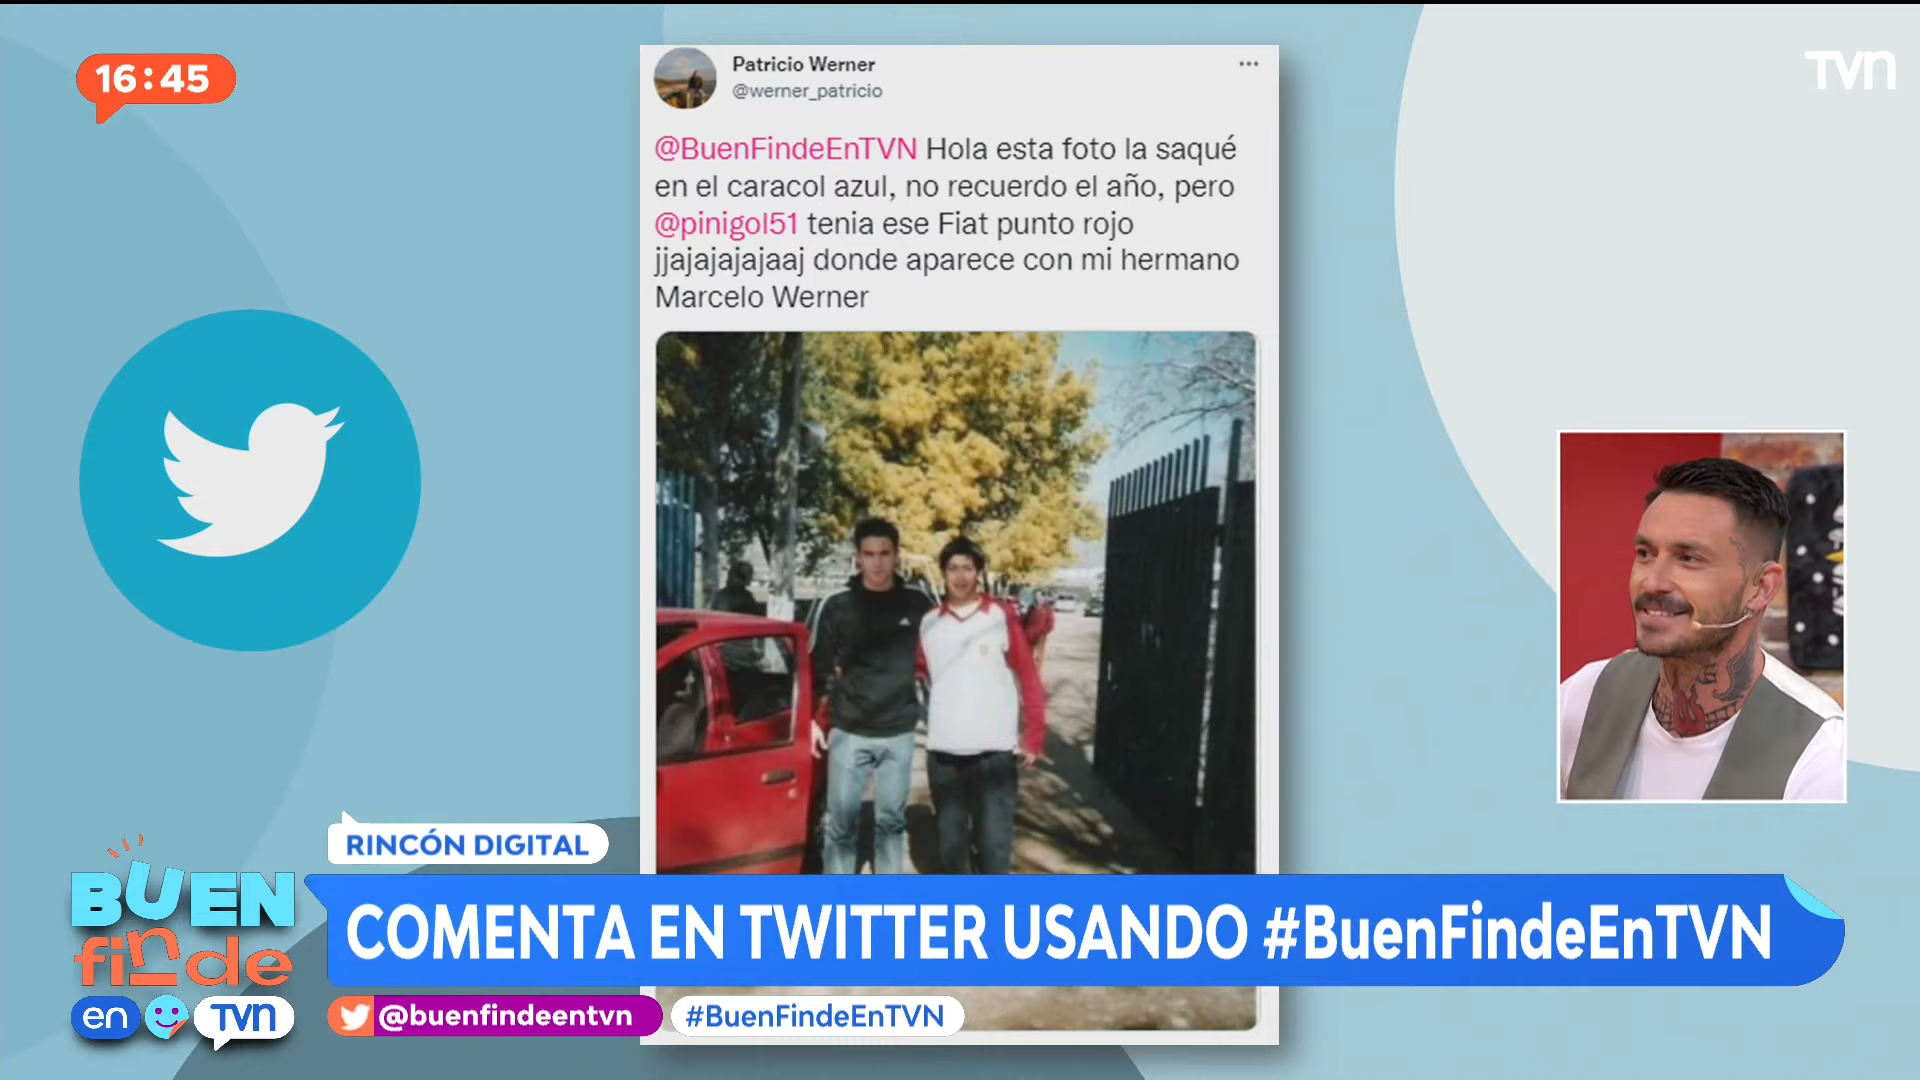 16:45
TVN
Patricio Werner
@werner_patricio
@BuenFindeEnTVN Hola esta foto la saqué
en el caracol azul, no recuerdo el año, pero
@pinigol51 tenia ese Fiat punto rojo
jjajajajajaaj donde aparece con mi hermano
Marcelo Werner
RINCÓN DIGITAL
COMENTA EN TWITTER USANDO #BuenFindeEnTVN
BUEN
finde
en TVN
@buenfindeentvn
#BuenFindeEnTVN